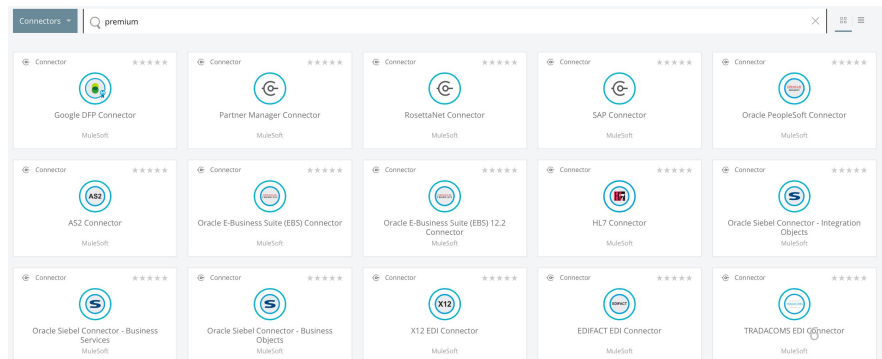 Connectors
premium
Connector
Connector
Connector
Connector
Connector
Google DFP Connector
Partner Manager Connector
RosettaNet Connector
SAP Connector
Oracle PeopleSoft Connector
MuleSoft
MuleSoft
MuleSoft
MuleSoft
MuleSoft
Connector
Connector
Connector
Connector
Connector
AS2
AS2 Connector
Oracle E-Business Suite (EBS) Connector
Oracle E-Business Suite (EBS) 12.2
Connector
HL7 Connector
Oracle Siebel Connector - Integration
Objects
MuleSoft
MuleSoft
MuleSoft
MuleSoft
MuleSoft
Connector
Connector
Connector
Connector
Connector
X12
EDIFACT
Oracle Siebel Connector - Business
Services
Oracle Siebel Connector - Business
Objects
X12 EDI Connector
EDIFACT EDI Connector
TRADACOMS EDI Connector
6
MuleSoft
MuleSoft
MuleSoft
MuleSoft
MuleSoft